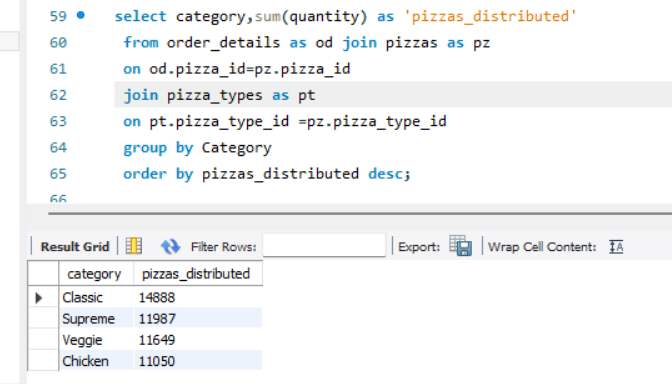 59 select category,sum(quantity) as 'pizzas_distributed'
60 from order_details as od join pizzas as pz
61 on od.pizza_id=pz.pizza_id
62 join pizza_types as pt
63 on pt.pizza_type_id =pz.pizza_type_id
64 group by Category
65 order by pizzas_distributed desc;
66
Result Grid Filter Rows: Export: Wrap Cell Content:
category pizzas_distributed
Classic 14888
Supreme 11987
Veggie 11649
Chicken 11050